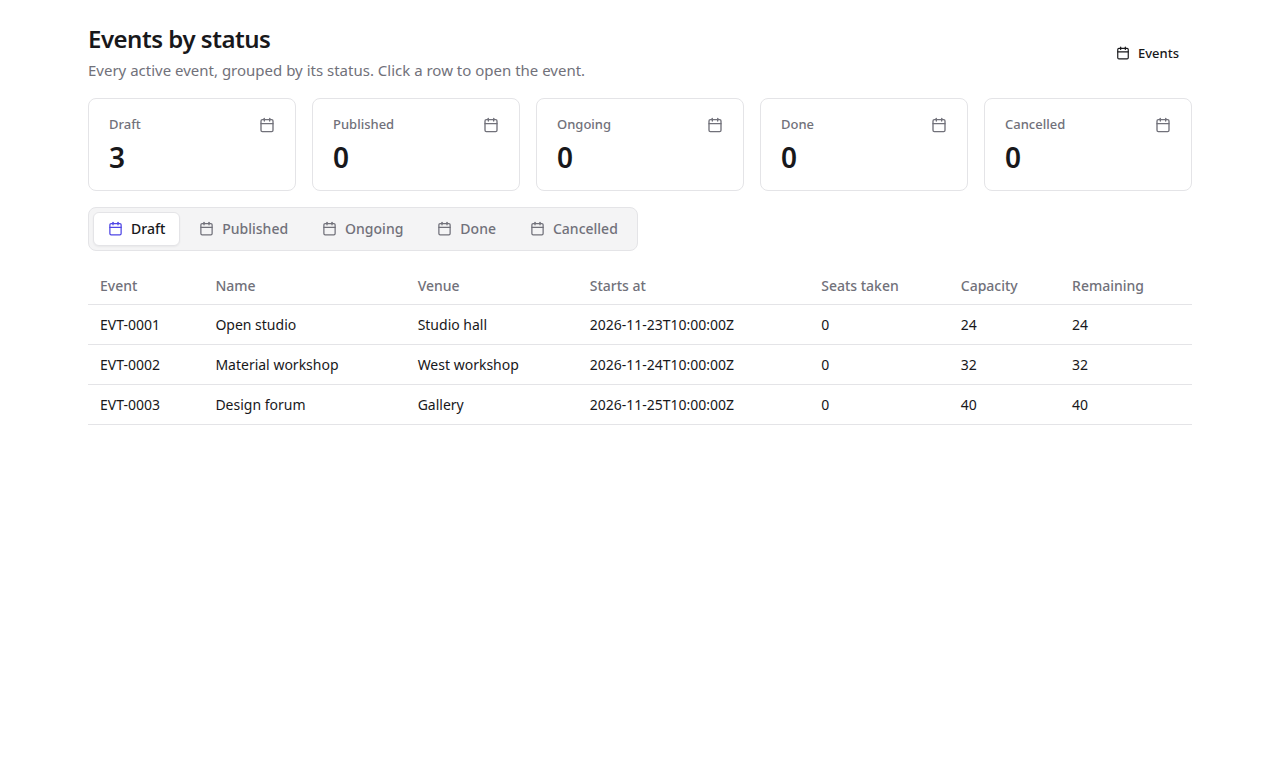 Events by status
Every active event, grouped by its status. Click a row to open the event.
Events
Draft
3
Published
0
Ongoing
0
Done
0
Cancelled
0
Draft Published Ongoing Done Cancelled
Event Name Venue Starts at Seats taken Capacity Remaining
EVT-0001 Open studio Studio hall 2026-11-23T10:00:00Z 0 24 24
EVT-0002 Material workshop West workshop 2026-11-24T10:00:00Z 0 32 32
EVT-0003 Design forum Gallery 2026-11-25T10:00:00Z 0 40 40